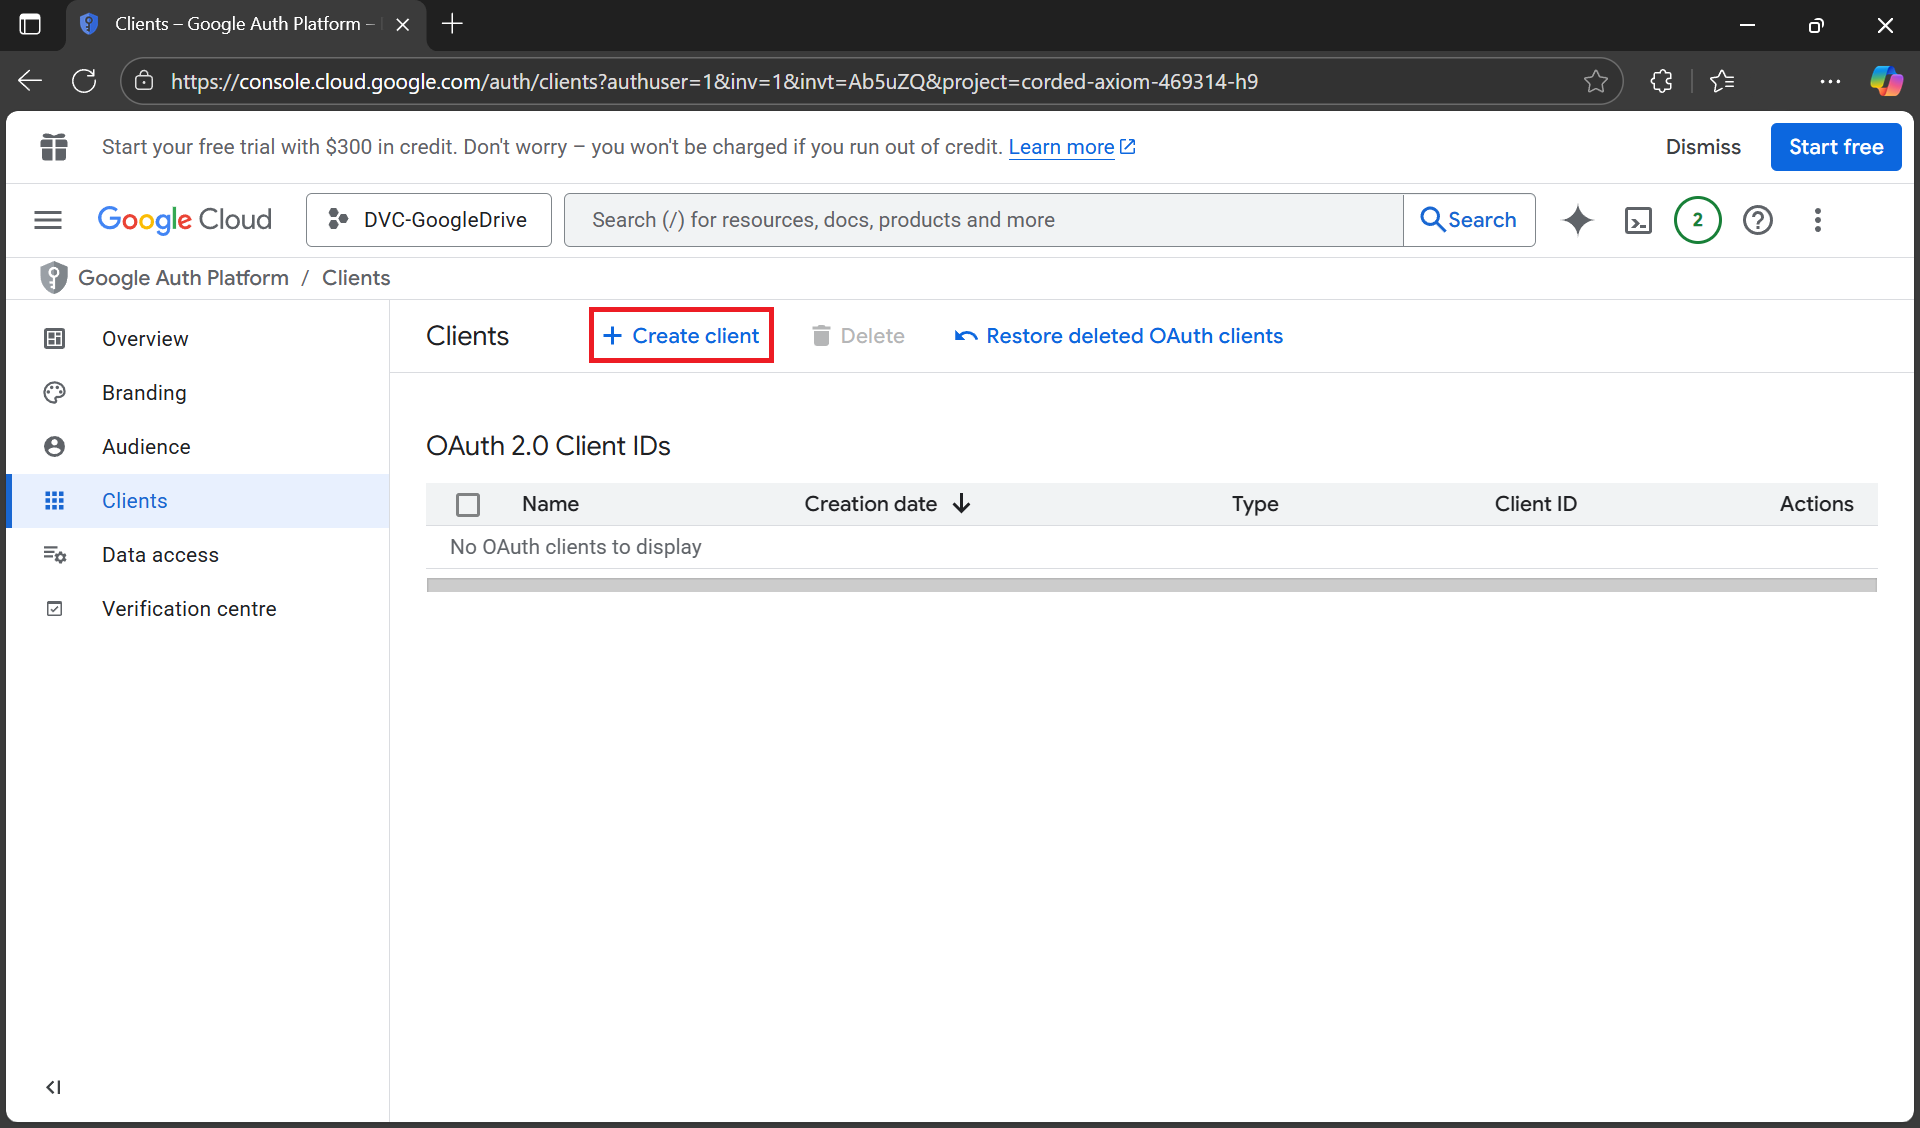 Clients – Google Auth Platform –
https://console.cloud.google.com/auth/clients?authuser=1&inv=1&invt=Ab5uZQ&project=corded-axiom-469314-h9
Start your free trial with $300 in credit. Don't worry – you won't be charged if you run out of credit. Learn more
Dismiss
Start free
Google Cloud
DVC-GoogleDrive
Search (/) for resources, docs, products and more
Search
2
Google Auth Platform / Clients
Overview
Branding
Audience
Clients
Data access
Verification centre
Clients
Create client
Delete
Restore deleted OAuth clients
OAuth 2.0 Client IDs
Name Creation date Type Client ID Actions
No OAuth clients to display